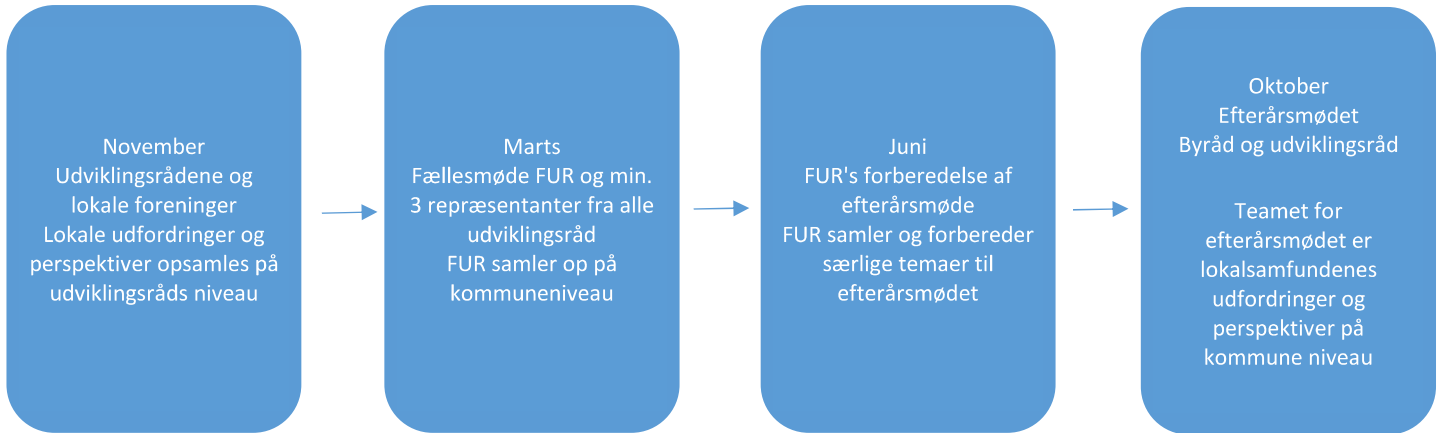 November
Udviklingsrådene og
lokale foreninger
Lokale udfordringer og
perspektiver opsamles på
udviklingsråds niveau
Marts
Fællesmøde FUR og min.
3 repræsentanter fra alle
udviklingsråd
FUR samler op på
kommuneniveau
Juni
FUR's forberedelse af
efterårsmøde
FUR samler og forbereder
særlige temaer til
efterårsmødet
Oktober
Efterårsmødet
Byråd og udviklingsråd
Teamet for
efterårsmødet er
lokalsamfundenes
udfordringer og
perspektiver på
kommune niveau